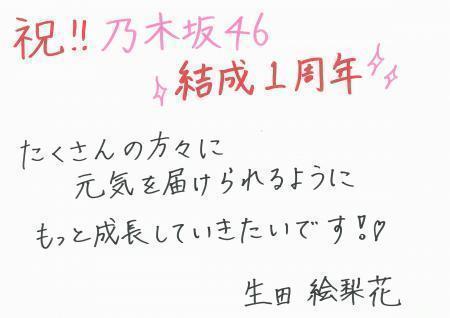 祝!! 乃木坂46
結成1周年
たくさんの方々に
元気を届けられるように
もっと成長していきたいです!♡
生田 絵梨花